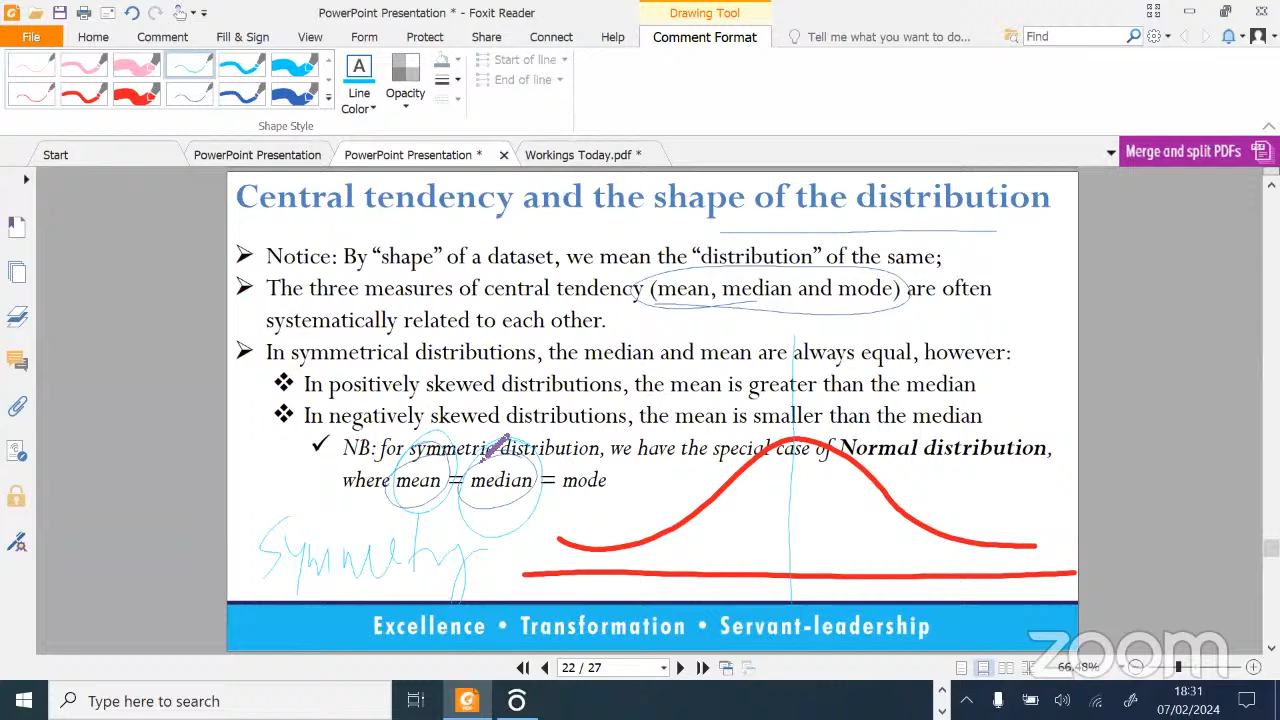 PowerPoint Presentation * - Foxit Reader
Drawing Tool
File Home Comment Fill & Sign View Form Protect Share Connect Help Comment Format Tell me what you want to do... Find
Line Color
Opacity
Start of line
End of line
Shape Style
Start PowerPoint Presentation PowerPoint Presentation * Workings Today.pdf * Merge and split PDFs
Central tendency and the shape of the distribution
Notice: By “shape” of a dataset, we mean the “distribution” of the same;
The three measures of central tendency (mean, median and mode) are often
systematically related to each other.
In symmetrical distributions, the median and mean are always equal, however:
In positively skewed distributions, the mean is greater than the median
In negatively skewed distributions, the mean is smaller than the median
NB: for symmetric distribution, we have the special case of Normal distribution,
where mean = median = mode
Symmetry
Excellence • Transformation • Servant-leadership
zoom
22 / 27
66.48%
Type here to search
18:31
07/02/2024